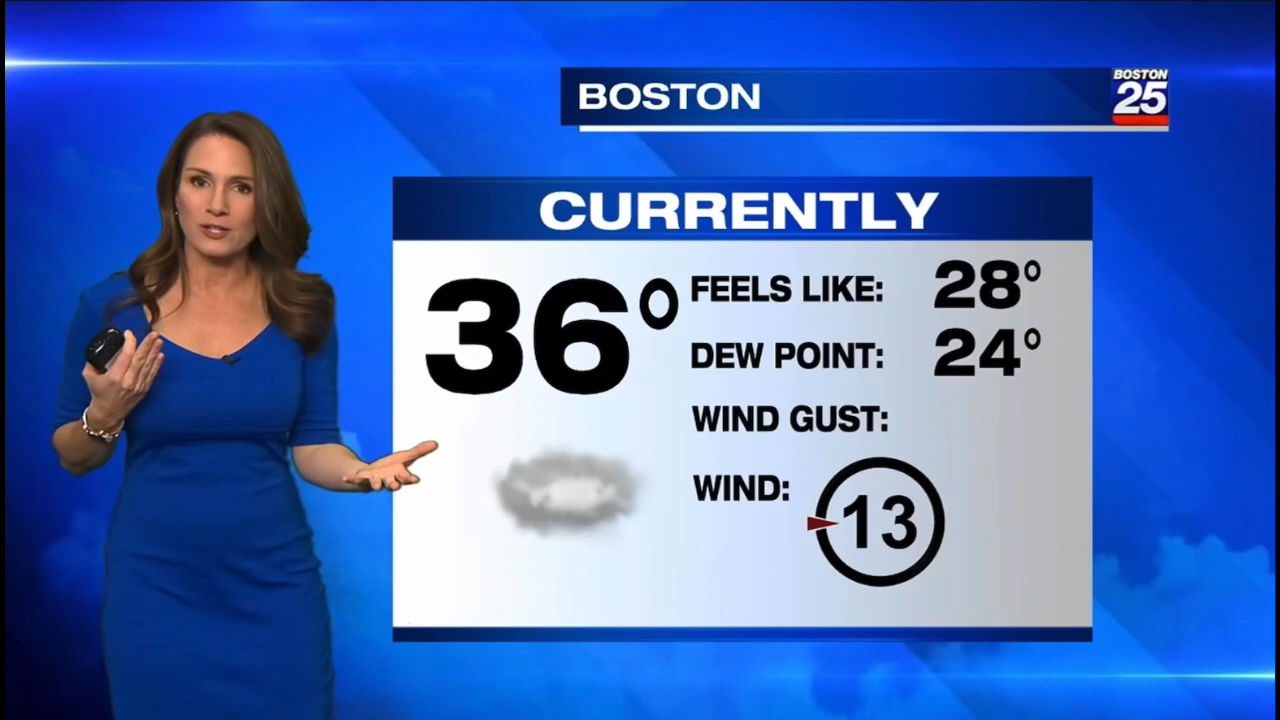 BOSTON
BOSTON
25
CURRENTLY
36°
FEELS LIKE: 28°
DEW POINT: 24°
WIND GUST:
WIND: 13